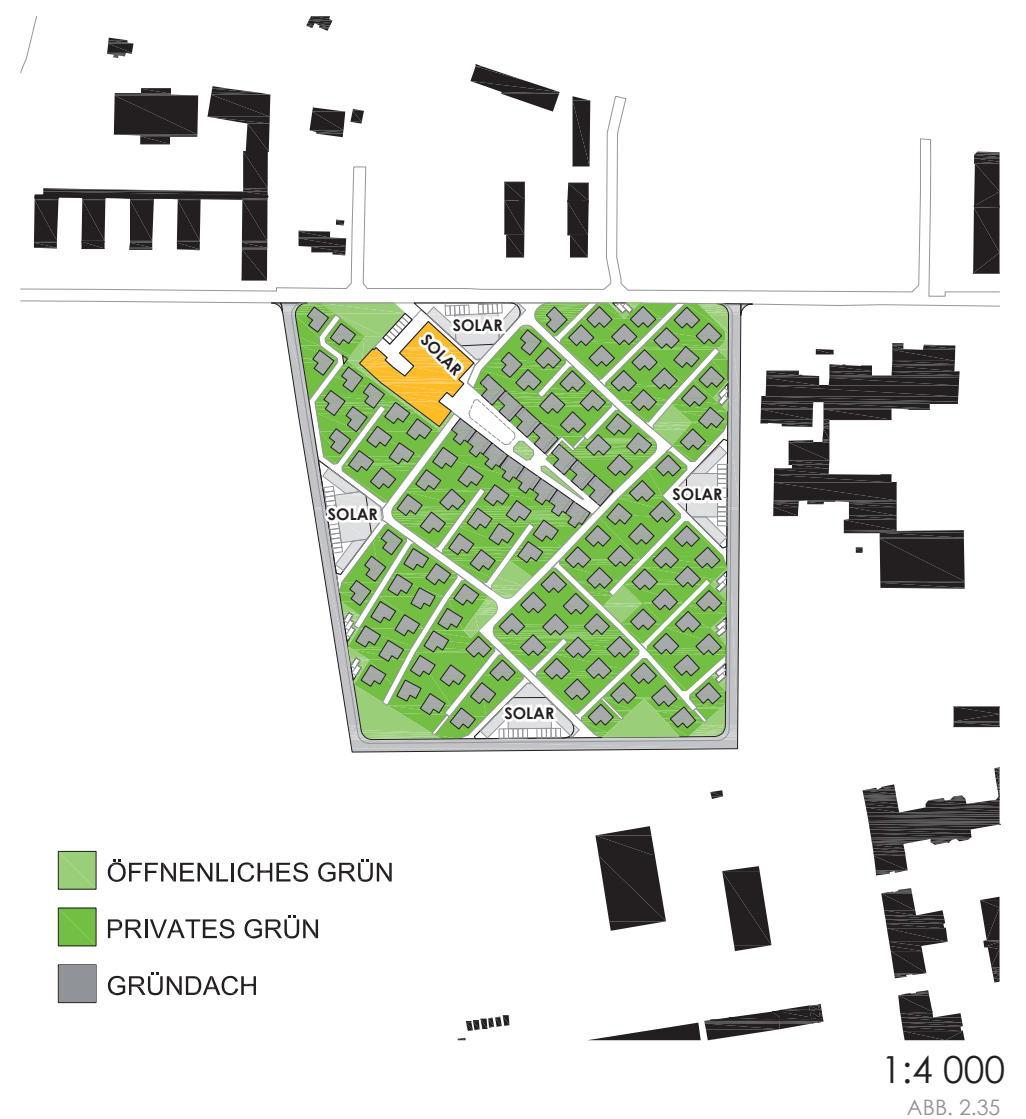 SOLAR
SOLAR
SOLAR
SOLAR
SOLAR
ÖFFNENLICHES GRÜN
PRIVATES GRÜN
GRÜNDACH
1:4 000
ABB. 2.35